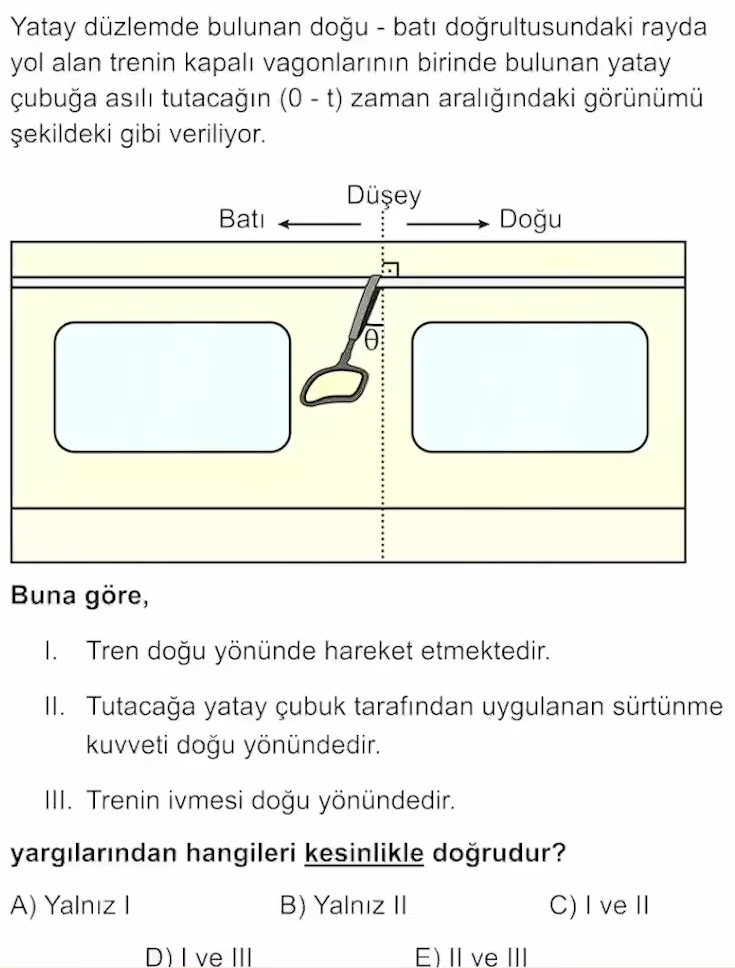 Yatay düzlemde bulunan doğu - batı doğrultusundaki rayda
yol alan trenin kapalı vagonlarının birinde bulunan yatay
çubuğa asılı tutacağın (0 - t) zaman aralığındaki görünümü
şekildeki gibi veriliyor.
Düşey
Batı
Doğu
θ
Buna göre,
I. Tren doğu yönünde hareket etmektedir.
II. Tutacağa yatay çubuk tarafından uygulanan sürtünme
kuvveti doğu yönündedir.
III. Trenin ivmesi doğu yönündedir.
yargılarından hangileri kesinlikle doğrudur?
A) Yalnız I B) Yalnız II C) I ve II
D) I ve III E) II ve III